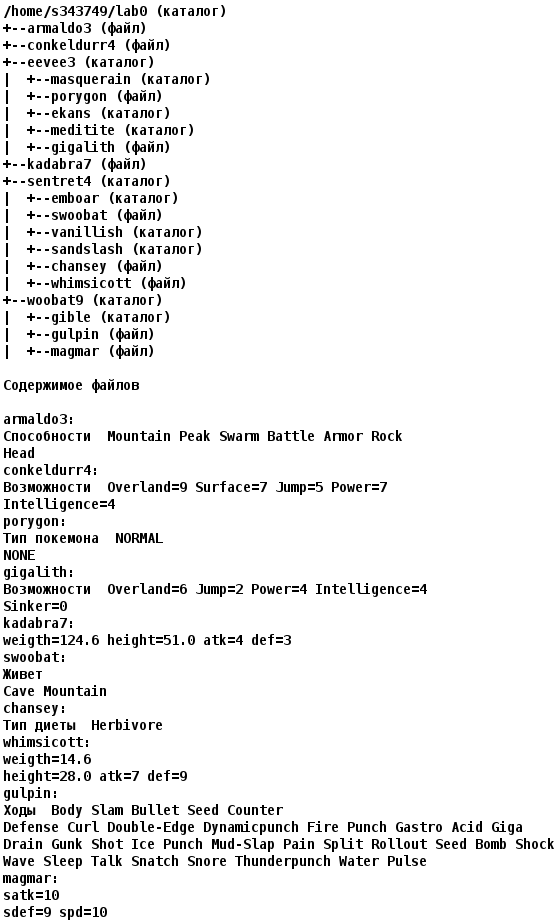 /home/s343749/lab0 (каталог)
+--armaldo3 (файл)
+--conkeldurr4 (файл)
+--eevee3 (каталог)
|  +--masquerain (каталог)
|  +--porygon (файл)
|  +--ekans (каталог)
|  +--meditite (каталог)
|  +--gigalith (файл)
+--kadabra7 (файл)
+--sentret4 (каталог)
|  +--emboar (каталог)
|  +--swoobat (файл)
|  +--vanillish (каталог)
|  +--sandslash (каталог)
|  +--chansey (файл)
|  +--whimsicott (файл)
+--woobat9 (каталог)
|  +--gible (каталог)
|  +--gulpin (файл)
|  +--magmar (файл)
Содержимое файлов
armaldo3:
Способности  Mountain Peak Swarm Battle Armor Rock
Head
conkeldurr4:
Возможности  Overland=9 Surface=7 Jump=5 Power=7
Intelligence=4
porygon:
Тип покемона  NORMAL
NONE
gigalith:
Возможности  Overland=6 Jump=2 Power=4 Intelligence=4
Sinker=0
kadabra7:
weigth=124.6 height=51.0 atk=4 def=3
swoobat:
Живет
Cave Mountain
chansey:
Тип диеты  Herbivore
whimsicott:
weigth=14.6
height=28.0 atk=7 def=9
gulpin:
Ходы  Body Slam Bullet Seed Counter
Defense Curl Double-Edge Dynamicpunch Fire Punch Gastro Acid Giga
Drain Gunk Shot Ice Punch Mud-Slap Pain Split Rollout Seed Bomb Shock
Wave Sleep Talk Snatch Snore Thunderpunch Water Pulse
magmar:
satk=10
sdef=9 spd=10